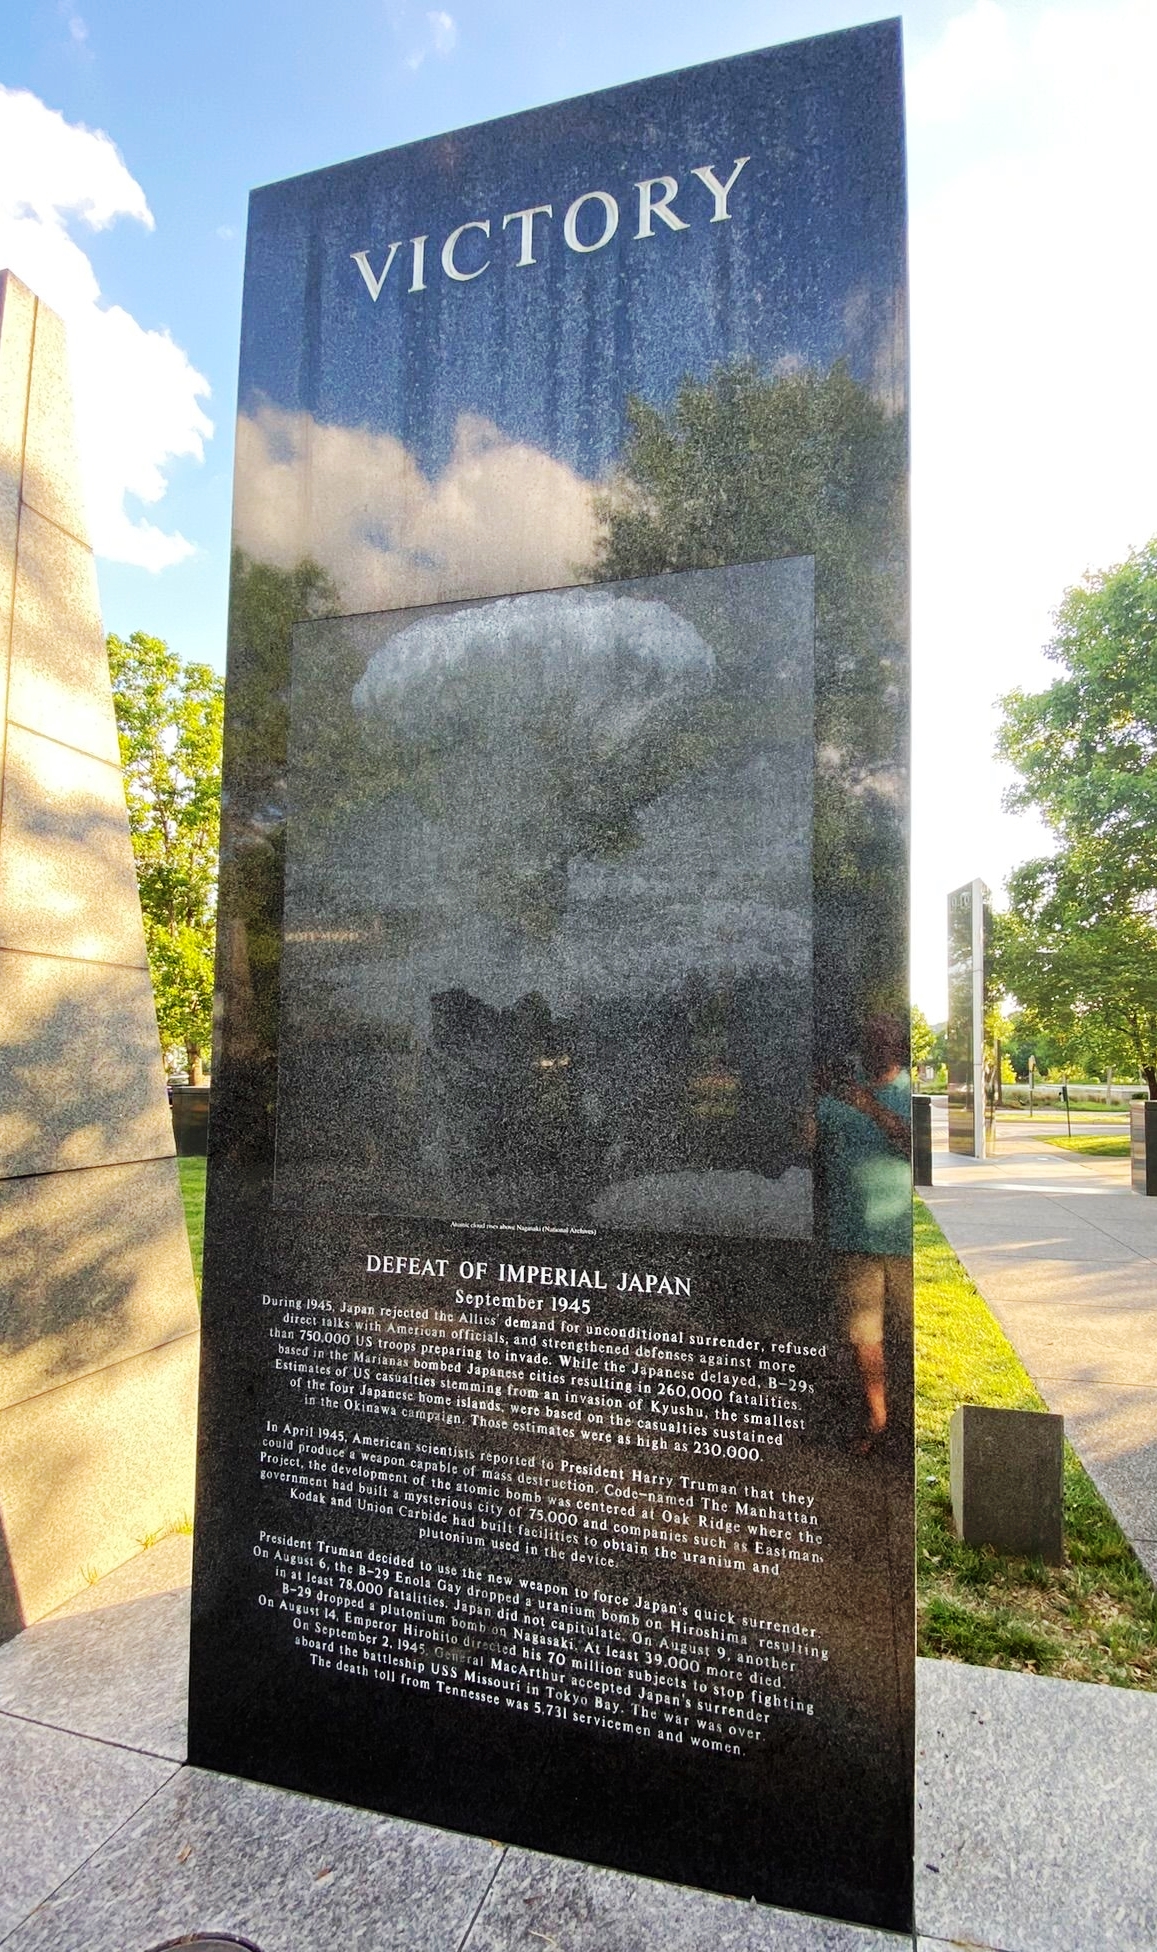 VICTORY
Atomic cloud rises above Nagasaki (National Archives)
DEFEAT OF IMPERIAL JAPAN
September 1945
During 1945, Japan rejected the Allies' demand for unconditional surrender, refused
direct talks with American officials, and strengthened defenses against more
than 750,000 US troops preparing to invade. While the Japanese delayed, B-29s
based in the Marianas bombed Japanese cities resulting in 260,000 fatalities.
Estimates of US casualties stemming from an invasion of Kyushu, the smallest
of the four Japanese home islands, were based on the casualties sustained
in the Okinawa campaign. Those estimates were as high as 230,000.
In April 1945, American scientists reported to President Harry Truman that they
could produce a weapon capable of mass destruction. Code-named The Manhattan
Project, the development of the atomic bomb was centered at Oak Ridge where the
government had built a mysterious city of 75,000 and companies such as Eastman
Kodak and Union Carbide had built facilities to obtain the uranium and
plutonium used in the device.
President Truman decided to use the new weapon to force Japan's quick surrender.
On August 6, the B-29 Enola Gay dropped a uranium bomb on Hiroshima resulting
in at least 78,000 fatalities. Japan did not capitulate. On August 9, another
B-29 dropped a plutonium bomb on Nagasaki. At least 39,000 more died.
On August 14, Emperor Hirohito directed his 70 million subjects to stop fighting
On September 2, 1945, General MacArthur accepted Japan's surrender
aboard the battleship USS Missouri in Tokyo Bay. The war was over.
The death toll from Tennessee was 5,731 servicemen and women.